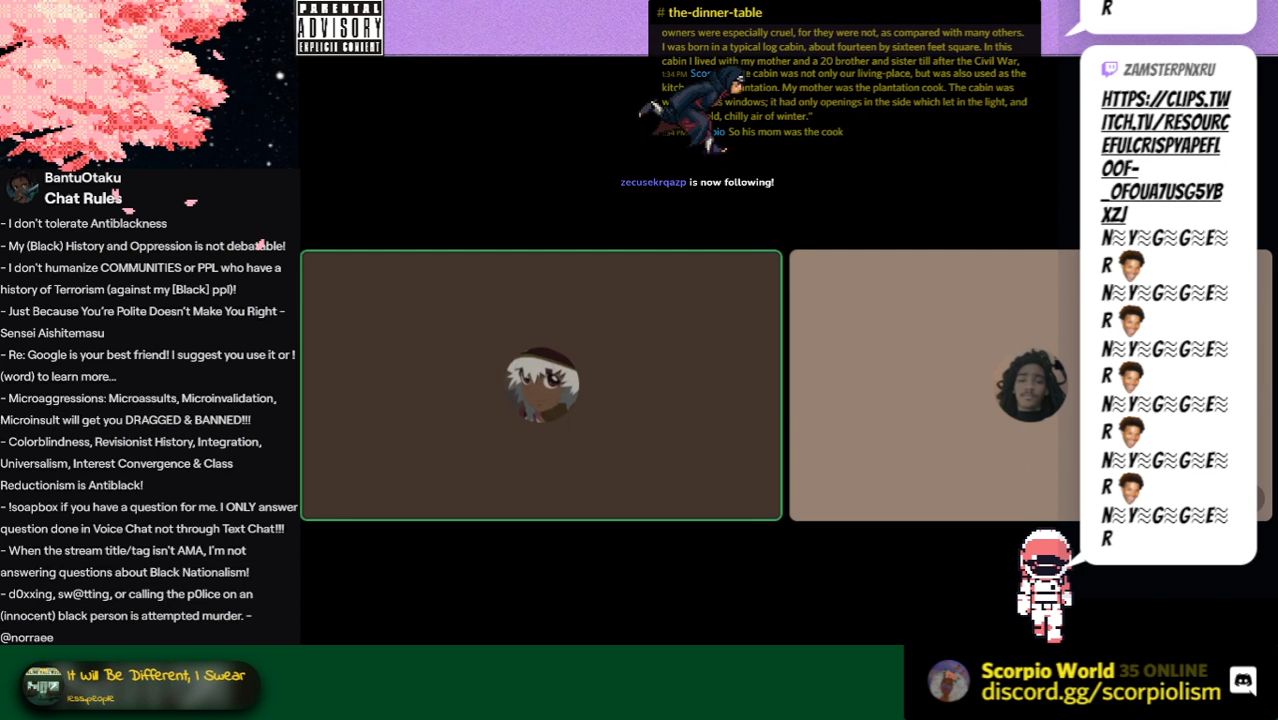 PARENTAL
ADVISORY
EXPLICIT CONTENT
# the-dinner-table
owners were especially cruel, for they were not, as compared with many others.
I was born in a typical log cabin, about fourteen by sixteen feet square. In this
cabin I lived with my mother and a 20 brother and sister till after the Civil War,
1:34 PM cabin was not only our living-place, but was also used as the
My mother was the plantation cook. The cabin was
windows; it had only openings in the side which let in the light, and
chilly air of winter."
So his mom was the cook
zecusekrqazp is now following!
BantuOtaku
Chat Rules
- I don't tolerate Antiblackness
- My (Black) History and Oppression is not debatable!
- I don't humanize COMMUNITIES or PPL who have a
history of Terrorism (against my [Black] ppl)!
- Just Because You're Polite Doesn't Make You Right -
Sensei Aishitemasu
- Re: Google is your best friend! I suggest you use it or !
(word) to learn more...
- Microaggressions: Microassults, Microinvalidation,
Microinsult will get you DRAGGED & BANNED!!!
- Colorblindness, Revisionist History, Integration,
Universalism, Interest Convergence & Class
Reductionism is Antiblack!
- !soapbox if you have a question for me. I ONLY answer
question done in Voice Chat not through Text Chat!!!
- When the stream title/tag isn't AMA, I'm not
answering questions about Black Nationalism!
- d0xxing, sw@tting, or calling the p0lice on an
(innocent) black person is attempted murder. -
@norraee
R
ZAMSTERPNXRU
HTTPS://CLIPS.TW
ITCH.TV/RESOURC
EFULCRISPYAPEFL
OOF-
_OFOUA7USG5YB
XZJ
N≋Y≋G≋G≋E≋
R
N≋Y≋G≋G≋E≋
R
N≋Y≋G≋G≋E≋
R
N≋Y≋G≋G≋E≋
R
N≋Y≋G≋G≋E≋
R
N≋Y≋G≋G≋E≋
R
It Will Be Different, I Swear
Scorpio World 35 ONLINE
discord.gg/scorpiolism